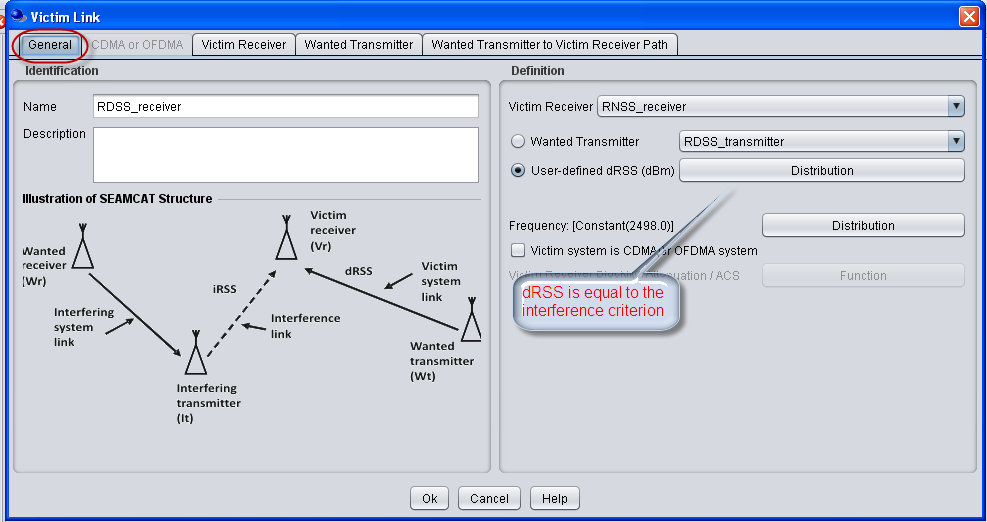 Victim Link
General
CDMA or OFDMA
Victim Receiver
Wanted Transmitter
Wanted Transmitter to Victim Receiver Path
Identification
Name
RDSS_receiver
Description
Illustration of SEAMCAT Structure
Victim
receiver
(Vr)
Wanted
receiver
(Wr)
dRSS
Victim
system
link
iRSS
Interfering
system
link
Interference
link
Wanted
transmitter
(Wt)
Interfering
transmitter
(It)
Definition
Victim Receiver
RNSS_receiver
Wanted Transmitter
RDSS_transmitter
User-defined dRSS (dBm)
Distribution
Frequency: [Constant(2498.0)]
Distribution
Victim system is CDMA or OFDMA system
Victim Receiver Blocking Attenuation / ACS
Function
dRSS is equal to the
interference criterion
Ok
Cancel
Help